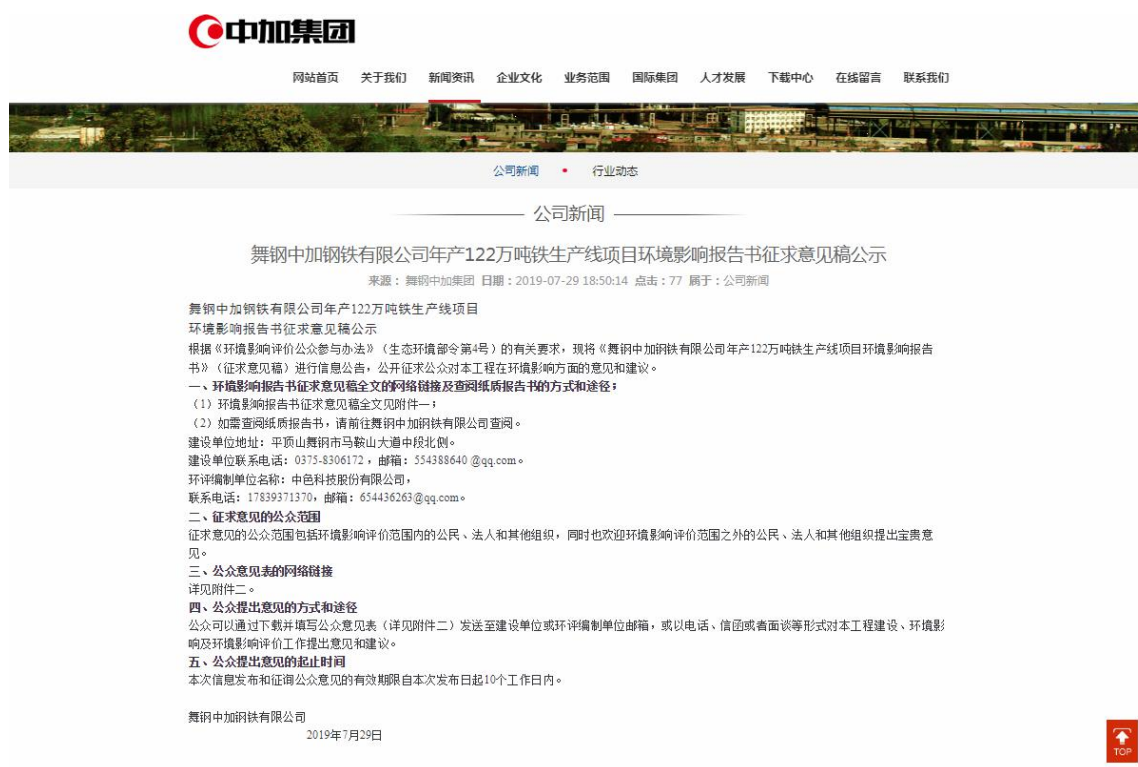 中加集团
网站首页 关于我们 新闻资讯 企业文化 业务范围 国际集团 人才发展 下载中心 在线留言 联系我们
公司新闻 • 行业动态
公司新闻
舞钢中加钢铁有限公司年产122万吨铁生产线项目环境影响报告书征求意见稿公示
来源：舞钢中加集团 日期：2019-07-29 18:50:14 点击：77 属于：公司新闻
舞钢中加钢铁有限公司年产122万吨铁生产线项目
环境影响报告书征求意见稿公示
根据《环境影响评价公众参与办法》（生态环境部令第4号）的有关要求，现将《舞钢中加钢铁有限公司年产122万吨铁生产线项目环境影响报告
书》（征求意见稿）进行信息公告，公开征求公众对本工程在环境影响方面的意见和建议。
一、环境影响报告书征求意见稿全文的网络链接及查阅纸质报告书的方式和途径；
（1）环境影响报告书征求意见稿全文见附件一；
（2）如需查阅纸质报告书，请前往舞钢中加钢铁有限公司查阅。
建设单位地址：平顶山舞钢市马鞍山大道中段北侧。
建设单位联系电话：0375-8306172，邮箱：554388640 @qq.com。
环评编制单位名称：中色科技股份有限公司，
联系电话：17839371370，邮箱：654436263@qq.com。
二、征求意见的公众范围
征求意见的公众范围包括环境影响评价范围内的公民、法人和其他组织，同时也欢迎环境影响评价范围之外的公民、法人和其他组织提出宝贵意
见。
三、公众意见表的网络链接
详见附件二。
四、公众提出意见的方式和途径
公众可以通过下载并填写公众意见表（详见附件二）发送至建设单位或环评编制单位邮箱，或以电话、信函或者面谈等形式对本工程建设、环境影
响及环境影响评价工作提出意见和建议。
五、公众提出意见的起止时间
本次信息发布和征询公众意见的有效期限自本次发布日起10个工作日内。
舞钢中加钢铁有限公司
2019年7月29日
TOP